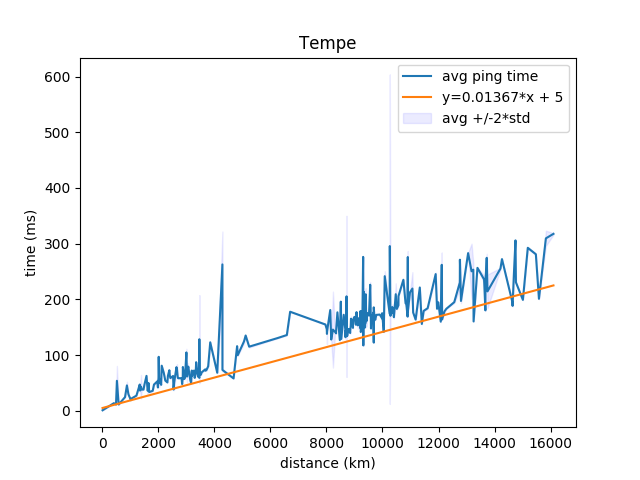 Tempe
avg ping time
y=0.01367*x + 5
avg +/-2*std
600
500
400
300
200
100
0
time (ms)
0 2000 4000 6000 8000 10000 12000 14000 16000
distance (km)